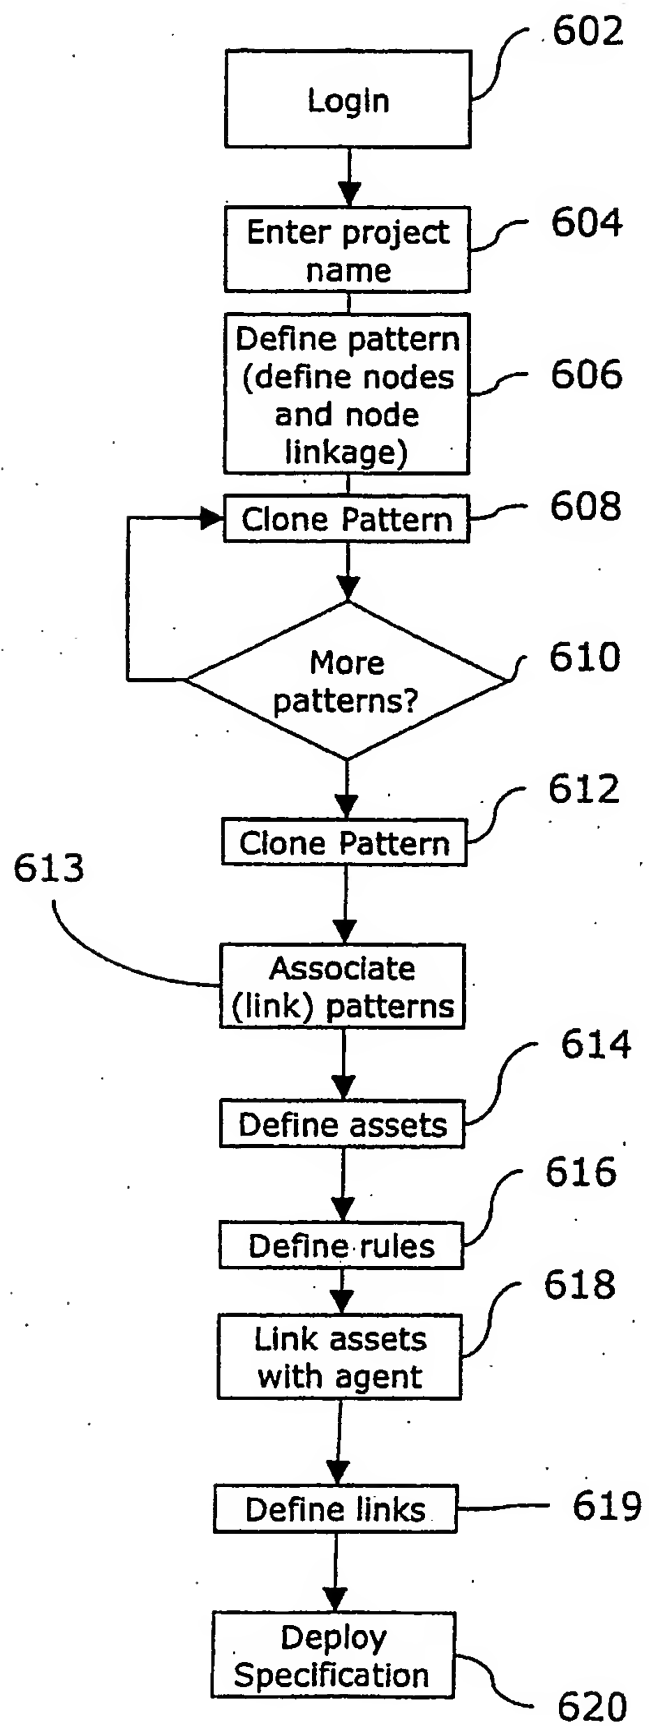 602
Login
604
Enter project
name
Define pattern
(define nodes
and node
linkage)
606
608
Clone Pattern
More
patterns?
610
612
Clone Pattern
613
Associate
(link) patterns
614
Define assets
616
Define rules
618
Link assets
with agent
Define links
619
Deploy
Specification
620